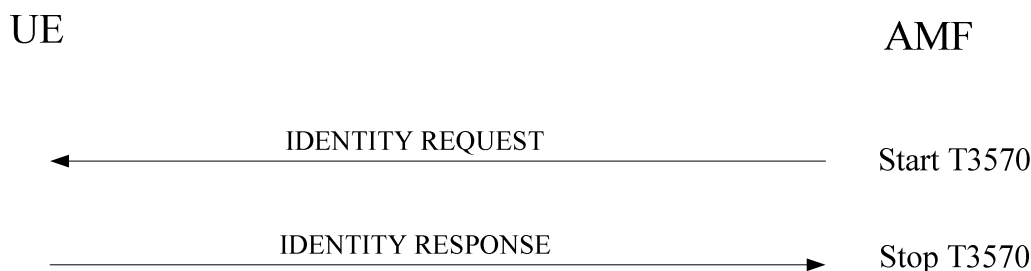 UE
AMF
IDENTITY REQUEST
Start T3570
IDENTITY RESPONSE
Stop T3570